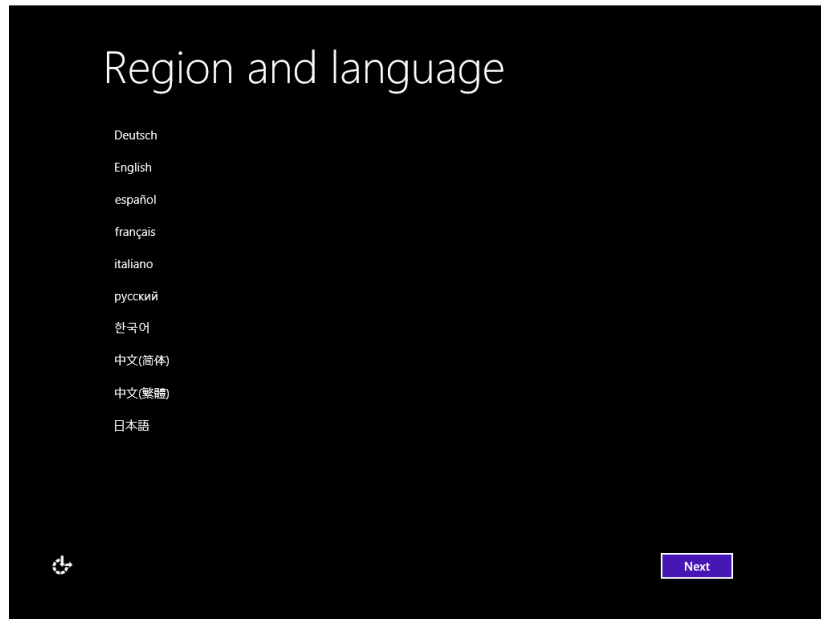 Region and language
Deutsch
English
español
français
italiano
русский
한국어
中文(简体)
中文(繁體)
日本語
Next